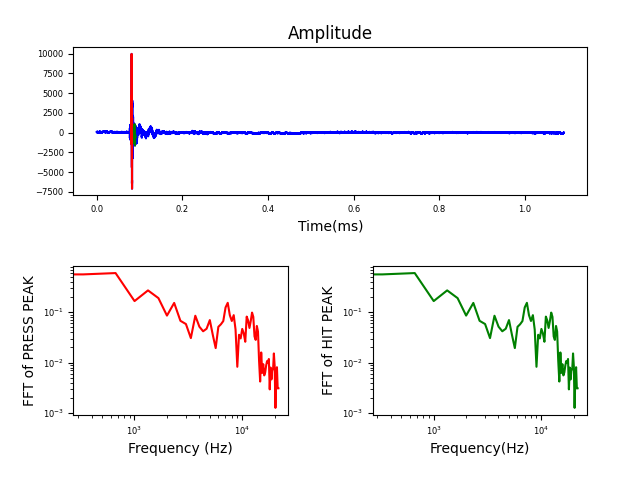 Amplitude
10000
7500
5000
2500
0
−2500
−5000
−7500
0.0 0.2 0.4 0.6 0.8 1.0
Time(ms)
FFT of PRESS PEAK
10⁻¹
10⁻²
10⁻³
10³ 10⁴
Frequency (Hz)
FFT of HIT PEAK
10⁻¹
10⁻²
10⁻³
10³ 10⁴
Frequency(Hz)